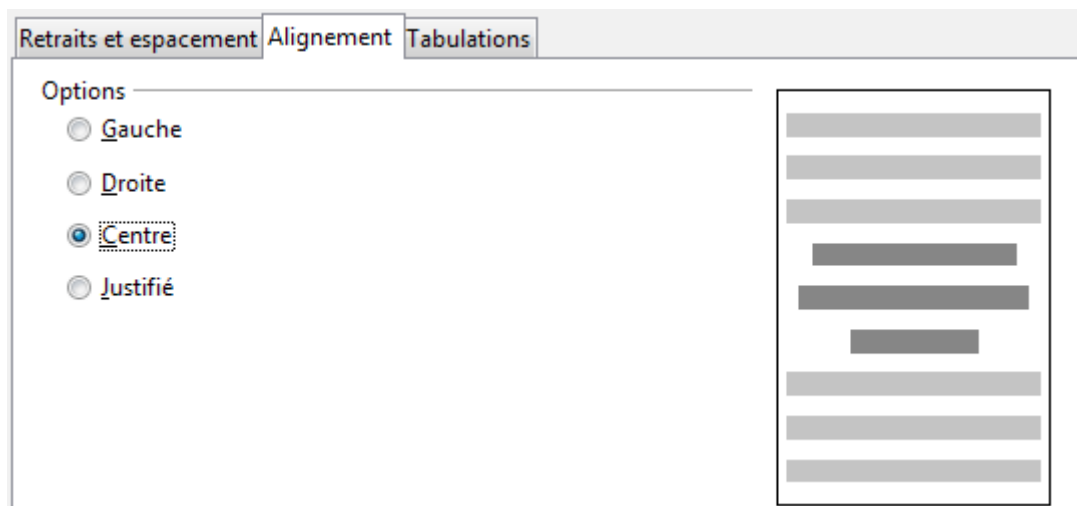 Retraits et espacement Alignement Tabulations
Options
Gauche
Droite
Centre
Justifié